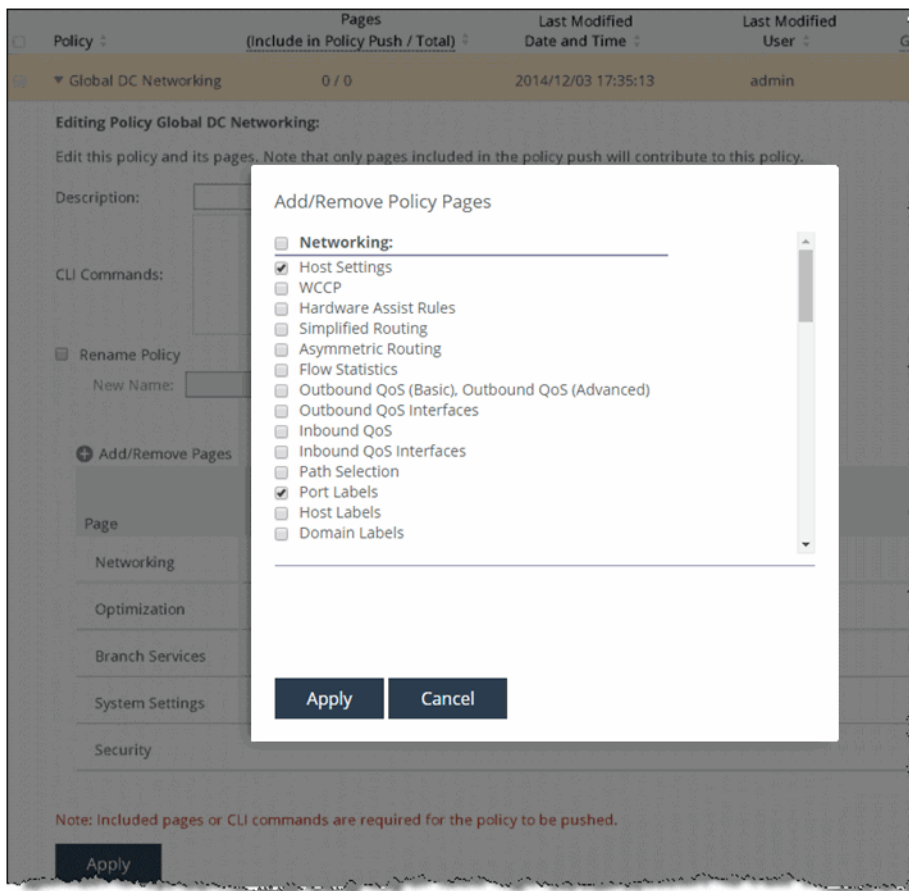 Pages
Last Modified
Last Modified
Policy
(Include in Policy Push / Total)
Date and Time
User
G
Global DC Networking
0 / 0
2014/12/03 17:35:13
admin
Editing Policy Global DC Networking:
Edit this policy and its pages. Note that only pages included in the policy push will contribute to this policy.
Description:
CLI Commands:
Rename Policy
New Name:
Add/Remove Pages
Page
Networking
Optimization
Branch Services
System Settings
Security
Note: Included pages or CLI commands are required for the policy to be pushed.
Apply
Add/Remove Policy Pages
Networking:
Host Settings
WCCP
Hardware Assist Rules
Simplified Routing
Asymmetric Routing
Flow Statistics
Outbound QoS (Basic), Outbound QoS (Advanced)
Outbound QoS Interfaces
Inbound QoS
Inbound QoS Interfaces
Path Selection
Port Labels
Host Labels
Domain Labels
Apply
Cancel